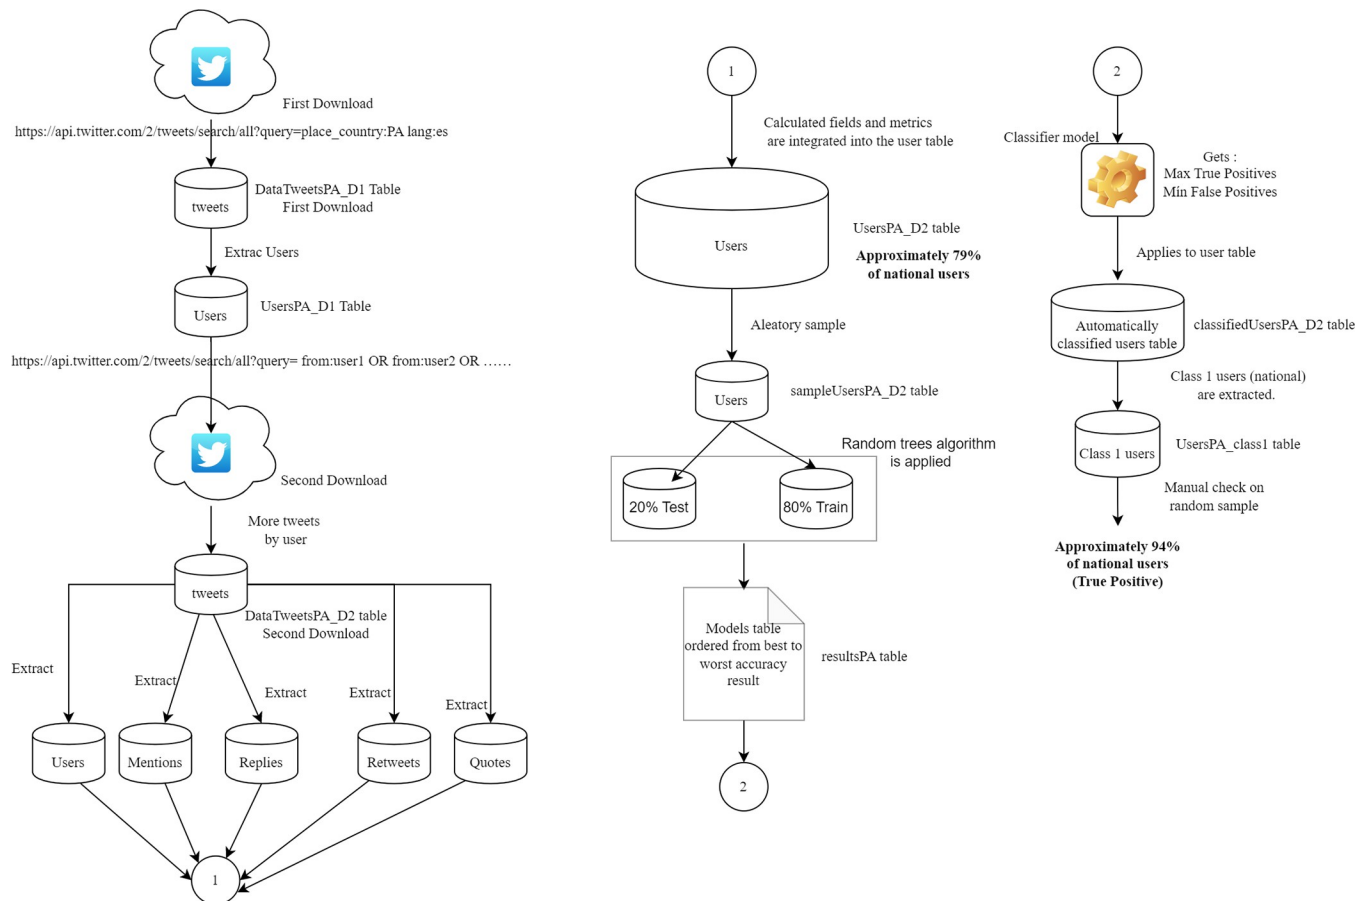 First Download
https://api.twitter.com/2/tweets/search/all?query=place_country:PA lang:es
tweets
DataTweetsPA_D1 Table
First Download
Extrac Users
Users
UsersPA_D1 Table
https://api.twitter.com/2/tweets/search/all?query= from:user1 OR from:user2 OR ……
Second Download
More tweets
by user
tweets
DataTweetsPA_D2 table
Second Download
Extract
Extract
Extract
Extract
Extract
Users
Mentions
Replies
Retweets
Quotes
1
1
Calculated fields and metrics
are integrated into the user table
Users
UsersPA_D2 table
Approximately 79%
of national users
Aleatory sample
Users
sampleUsersPA_D2 table
Random trees algorithm
is applied
20% Test
80% Train
Models table
ordered from best to
worst accuracy
result
resultsPA table
2
2
Classifier model
Gets :
Max True Positives
Mín False Positives
Applies to user table
Automatically
classified users table
classifiedUsersPA_D2 table
Class 1 users (national)
are extracted.
Class 1 users
UsersPA_class1 table
Manual check on
random sample
Approximately 94%
of national users
(True Positive)